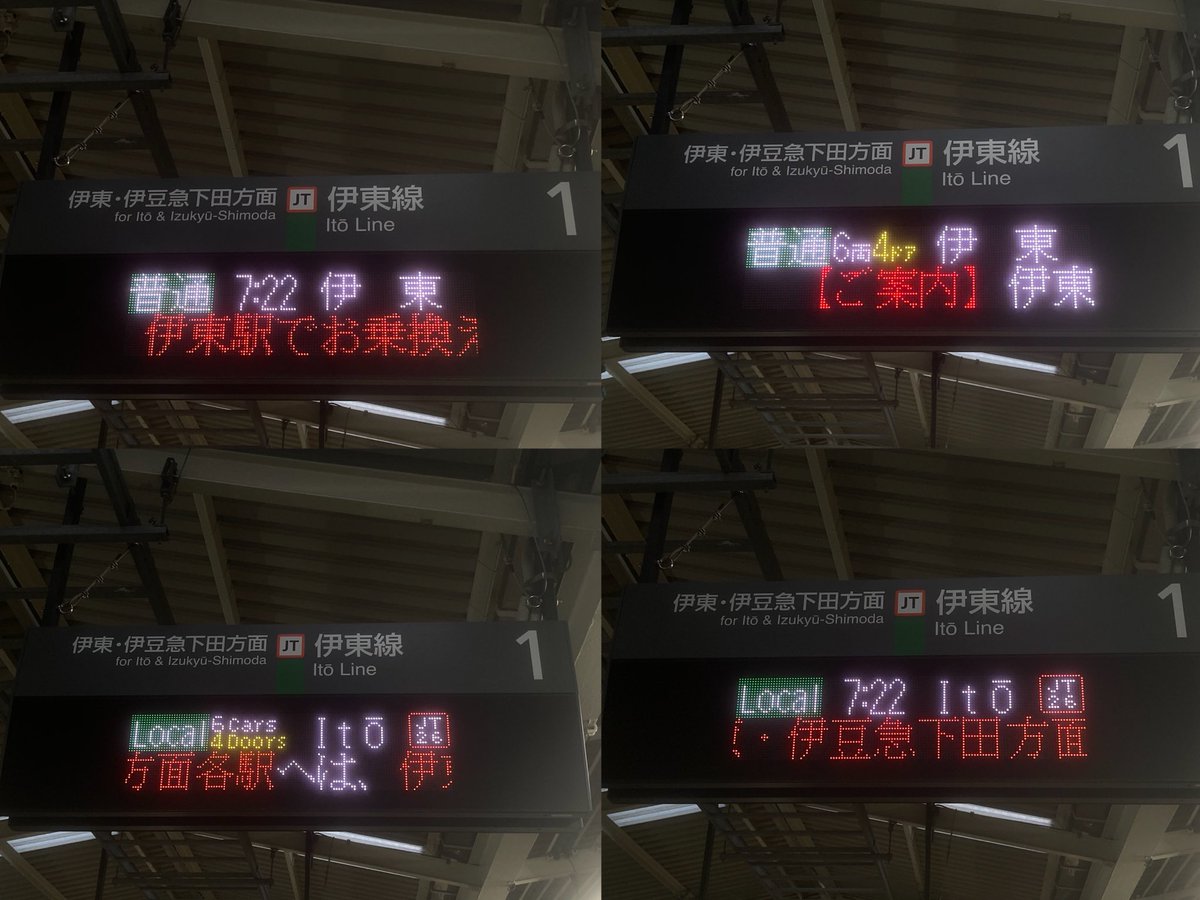 伊東・伊豆急下田方面 JT 伊東線 1
for Itō & Izukyū-Shimoda Itō Line
普通 7:22 伊東
伊東駅でお乗換え
伊東・伊豆急下田方面 JT 伊東線 1
for Itō & Izukyū-Shimoda Itō Line
普通 6両 4ドア 伊東
【ご案内】 伊東
伊東・伊豆急下田方面 JT 伊東線 1
for Itō & Izukyū-Shimoda Itō Line
Local 6Cars 4Doors Itō JT 26
方面各駅へは、 伊
伊東・伊豆急下田方面 JT 伊東線 1
for Itō & Izukyū-Shimoda Itō Line
Local 7:22 Itō JT 26
・伊豆急下田方面